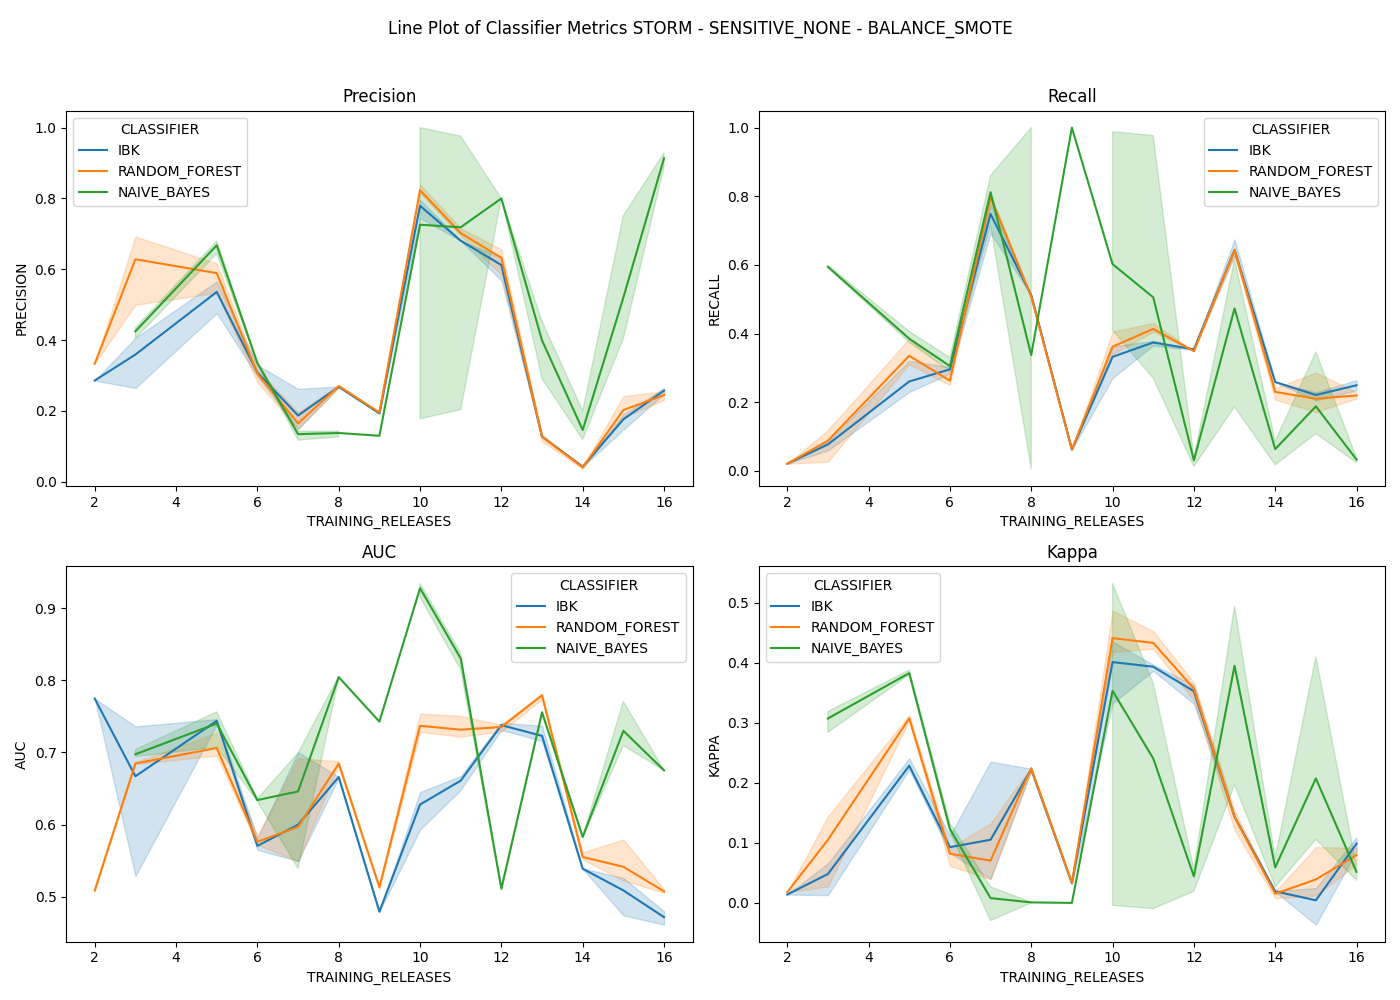 Line Plot of Classifier Metrics STORM - SENSITIVE_NONE - BALANCE_SMOTE
Precision
PRECISION
1.0
0.8
0.6
0.4
0.2
0.0
CLASSIFIER
IBK
RANDOM_FOREST
NAIVE_BAYES
2 4 6 8 10 12 14 16
TRAINING_RELEASES
Recall
RECALL
1.0
0.8
0.6
0.4
0.2
0.0
CLASSIFIER
IBK
RANDOM_FOREST
NAIVE_BAYES
2 4 6 8 10 12 14 16
TRAINING_RELEASES
AUC
AUC
0.9
0.8
0.7
0.6
0.5
CLASSIFIER
IBK
RANDOM_FOREST
NAIVE_BAYES
2 4 6 8 10 12 14 16
TRAINING_RELEASES
Kappa
KAPPA
0.5
0.4
0.3
0.2
0.1
0.0
CLASSIFIER
IBK
RANDOM_FOREST
NAIVE_BAYES
2 4 6 8 10 12 14 16
TRAINING_RELEASES